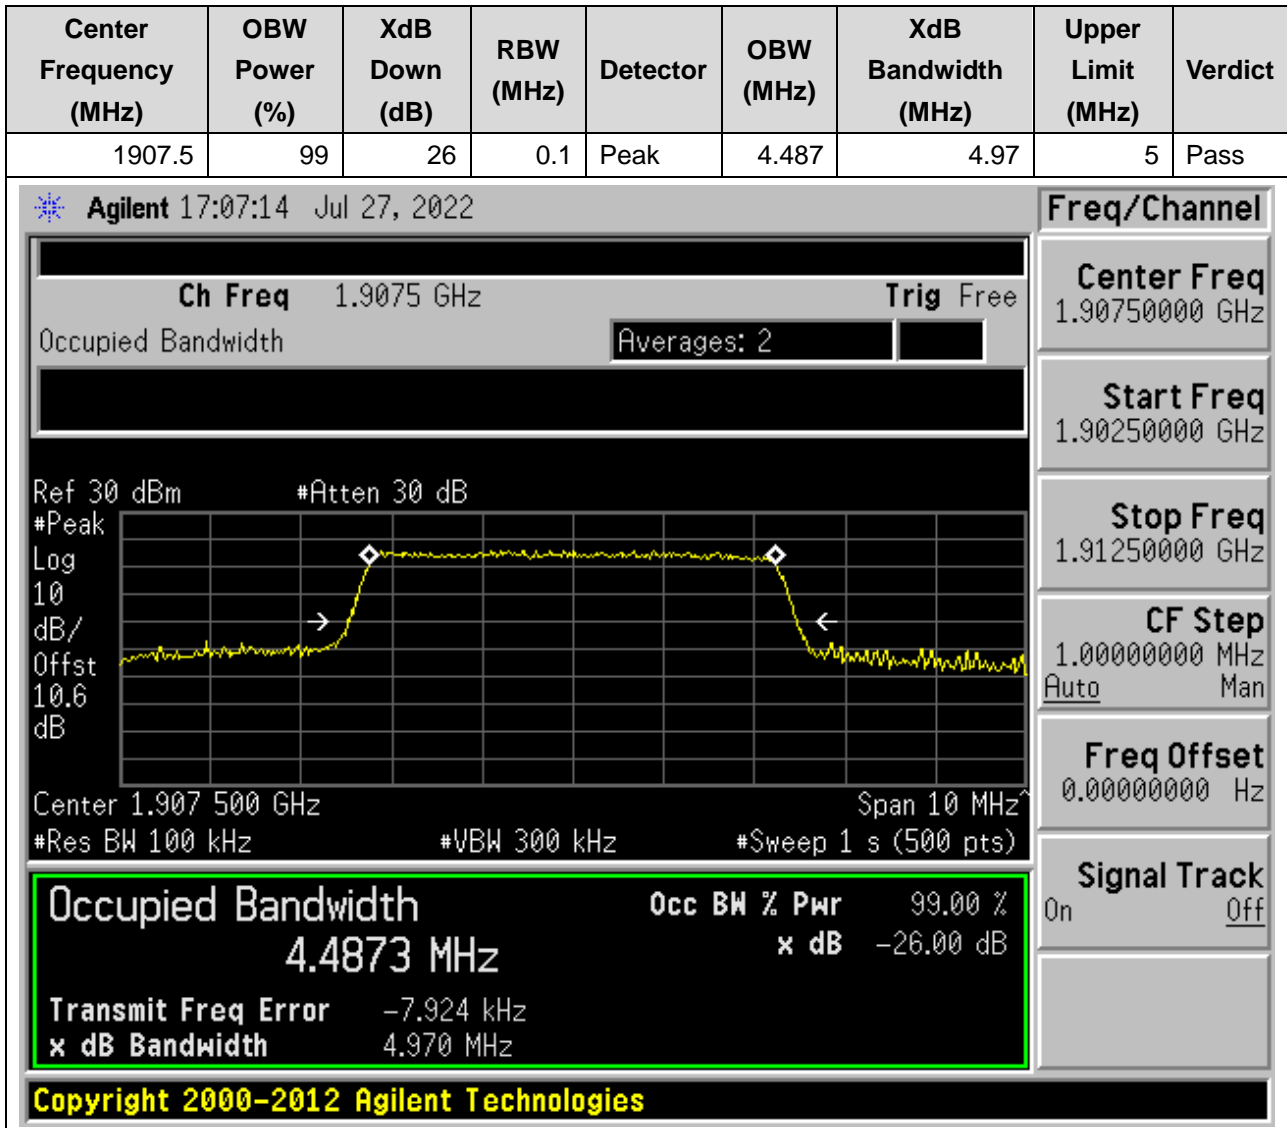 Center Frequency (MHz) OBW Power (%) XdB Down (dB) RBW (MHz) Detector OBW (MHz) XdB Bandwidth (MHz) Upper Limit (MHz) Verdict
1907.5 99 26 0.1 Peak 4.487 4.97 5 Pass
Agilent 17:07:14 Jul 27, 2022
Freq/Channel
Ch Freq 1.9075 GHz Trig Free
Occupied Bandwidth Averages: 2
Ref 30 dBm #Atten 30 dB
#Peak
Log
10
dB/
Offst
10.6
dB
Center 1.907 500 GHz Span 10 MHz^
#Res BW 100 kHz #VBW 300 kHz #Sweep 1 s (500 pts)
Occupied Bandwidth Occ BW % Pwr 99.00 %
4.4873 MHz x dB -26.00 dB
Transmit Freq Error -7.924 kHz
x dB Bandwidth 4.970 MHz
Center Freq
1.90750000 GHz
Start Freq
1.90250000 GHz
Stop Freq
1.91250000 GHz
CF Step
1.00000000 MHz
Auto Man
Freq Offset
0.00000000 Hz
Signal Track
On Off
Copyright 2000-2012 Agilent Technologies